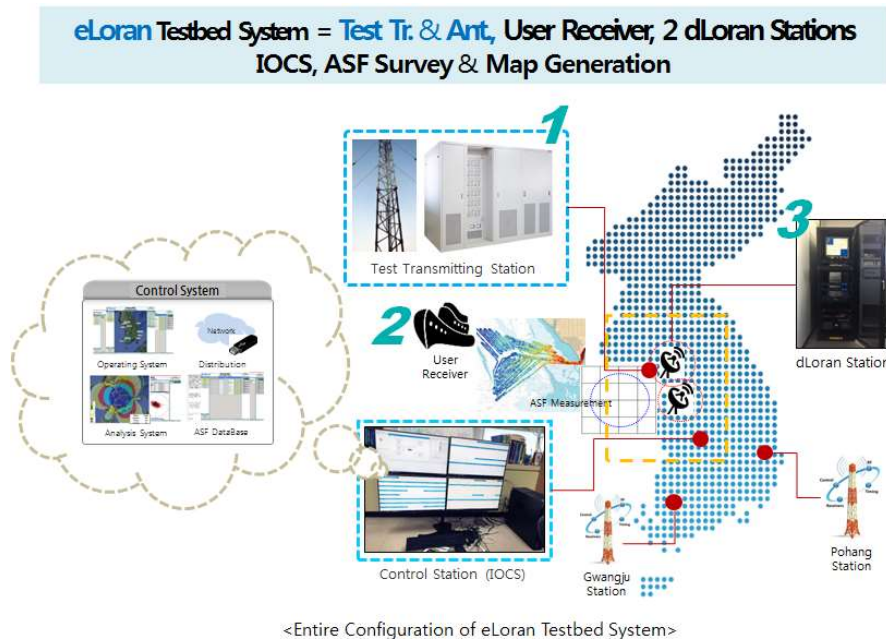 eLoran Testbed System = Test Tr. & Ant., User Receiver, 2 dLoran Stations
IOCS, ASF Survey & Map Generation
1
Test Transmitting Station
3
dLoran Station
Control System
Operating System
Network...
Distribution
Analysis System
ASF DataBase
2
User
Receiver
ASF Measurement
Control Station (IOCS)
Gwangju
Station
Pohang
Station
<Entire Configuration of eLoran Testbed System>